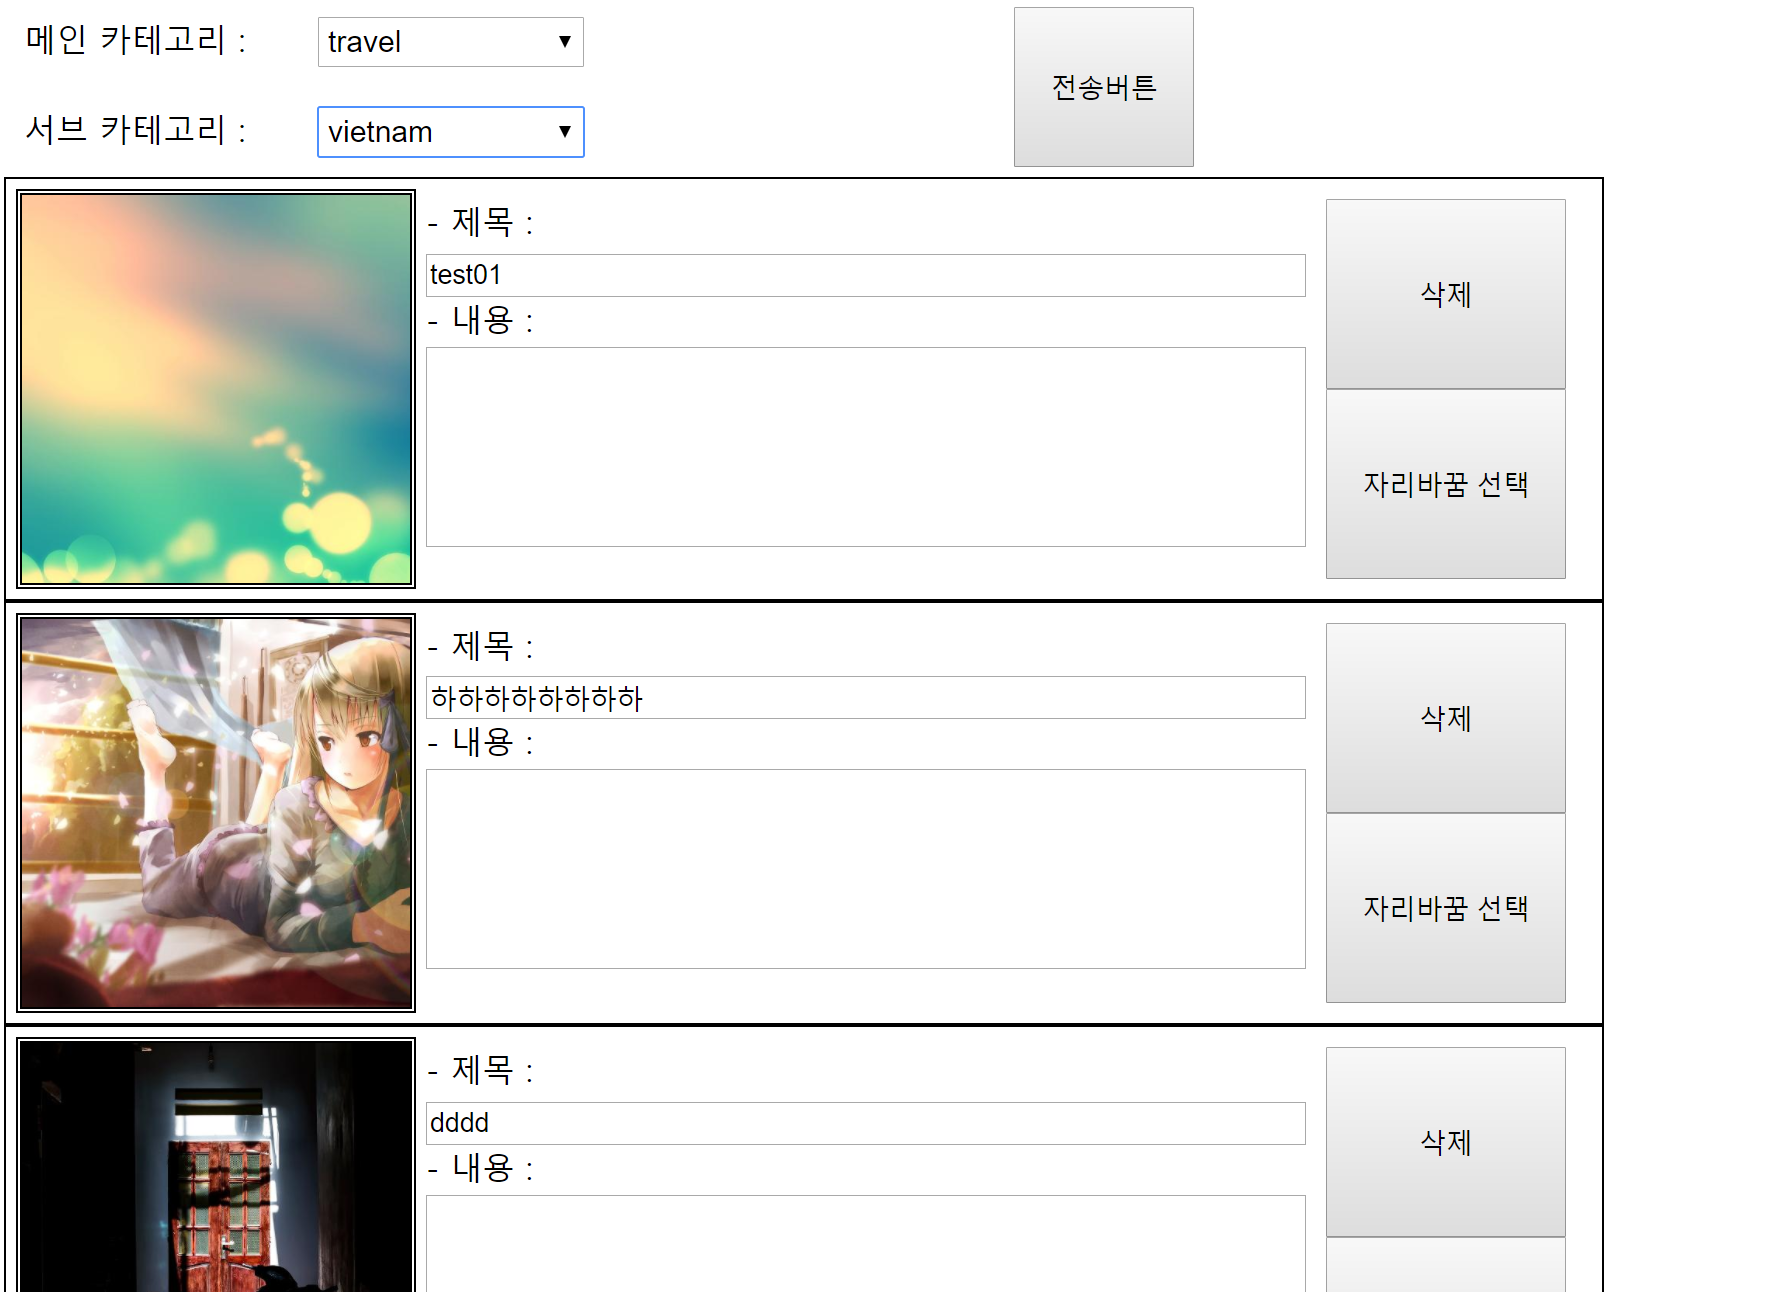 메인 카테고리 :
travel
전송버튼
서브 카테고리 :
vietnam
- 제목 :
test01
- 내용 :
삭제
자리바꿈 선택
- 제목 :
하하하하하하하하
- 내용 :
삭제
자리바꿈 선택
- 제목 :
dddd
- 내용 :
삭제